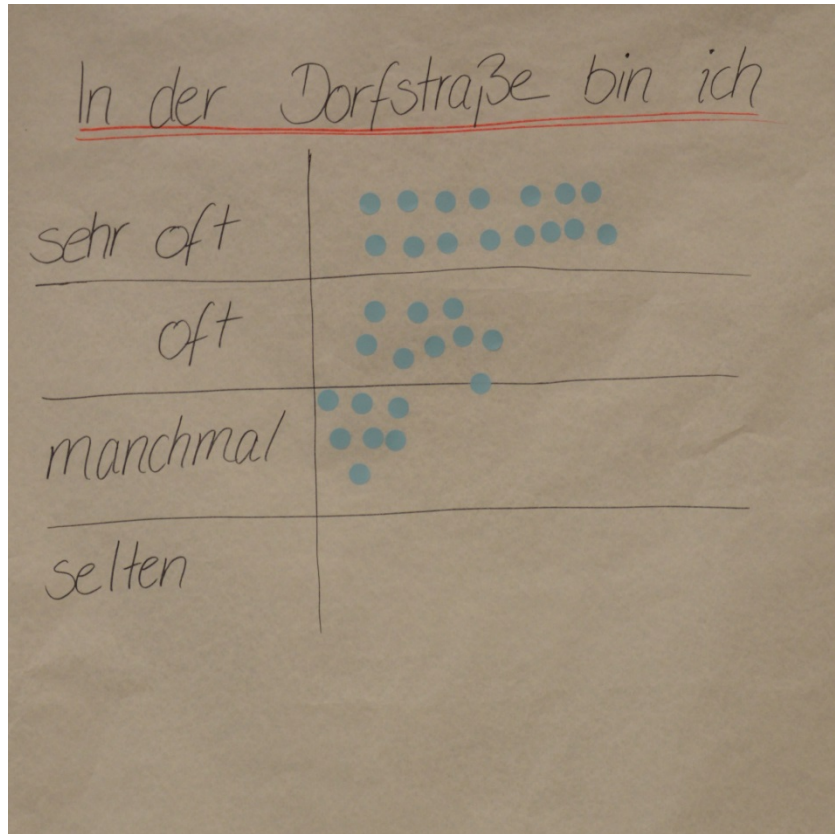 In der Dorfstraße bin ich
sehr oft
oft
manchmal
selten